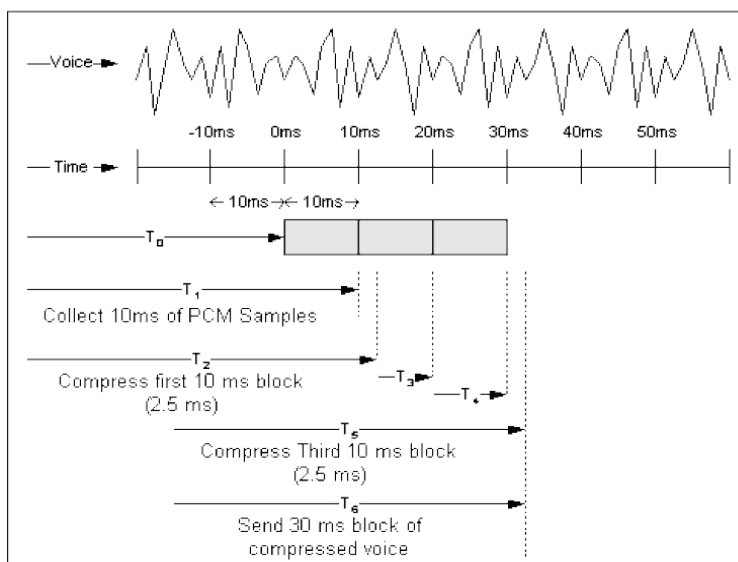 Voice
-10ms 0ms 10ms 20ms 30ms 40ms 50ms
Time
10ms 10ms
T0
T1
Collect 10ms of PCM Samples
T2
Compress first 10 ms block
(2.5 ms)
T3
T4
T5
Compress Third 10 ms block
(2.5 ms)
T6
Send 30 ms block of
compressed voice